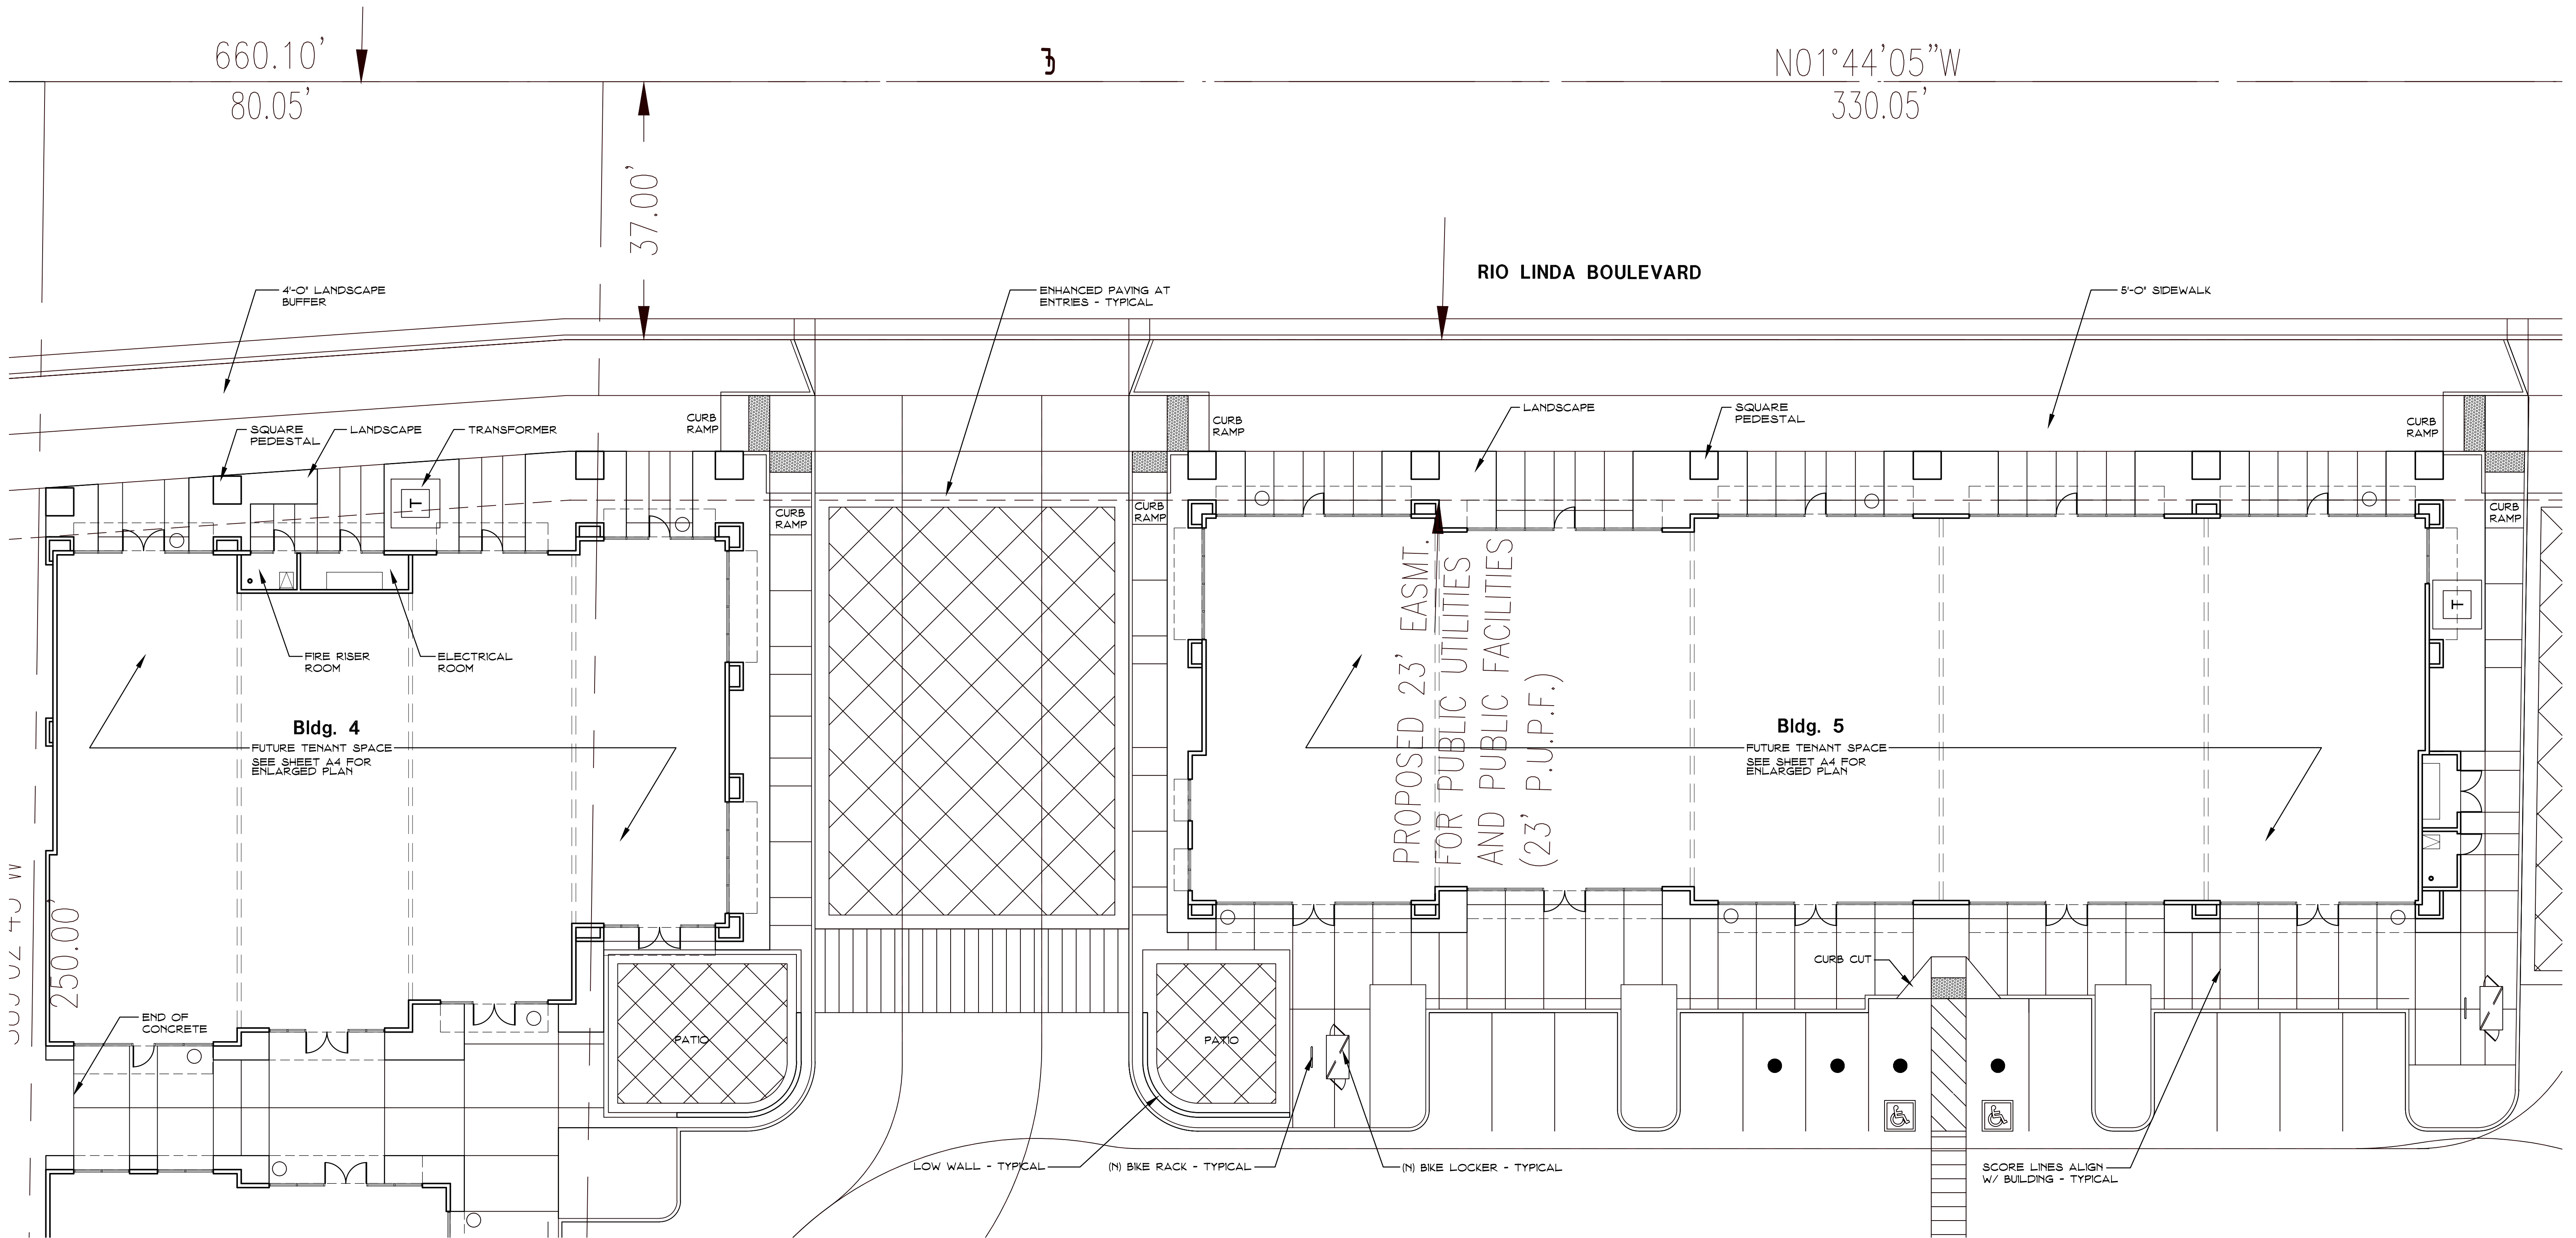 660.10'
80.05'
N01°44'05"W
330.05'
37.00'
RIO LINDA BOULEVARD
4'-0" LANDSCAPE
BUFFER
ENHANCED PAVING AT
ENTRIES - TYPICAL
5'-0" SIDEWALK
SQUARE
PEDESTAL
LANDSCAPE
TRANSFORMER
CURB
RAMP
CURB
RAMP
LANDSCAPE
SQUARE
PEDESTAL
CURB
RAMP
T
CURB
RAMP
CURB
RAMP
CURB
RAMP
PROPOSED 23' EASMT.
FOR PUBLIC UTILITIES
AND PUBLIC FACILITIES
(23' P.U.P.F.)
T
FIRE RISER
ROOM
ELECTRICAL
ROOM
Bldg. 4
FUTURE TENANT SPACE
SEE SHEET A4 FOR
ENLARGED PLAN
Bldg. 5
FUTURE TENANT SPACE
SEE SHEET A4 FOR
ENLARGED PLAN
250.00'
END OF
CONCRETE
CURB CUT
PATIO
PATIO
LOW WALL - TYPICAL
(N) BIKE RACK - TYPICAL
(N) BIKE LOCKER - TYPICAL
SCORE LINES ALIGN
W/ BUILDING - TYPICAL